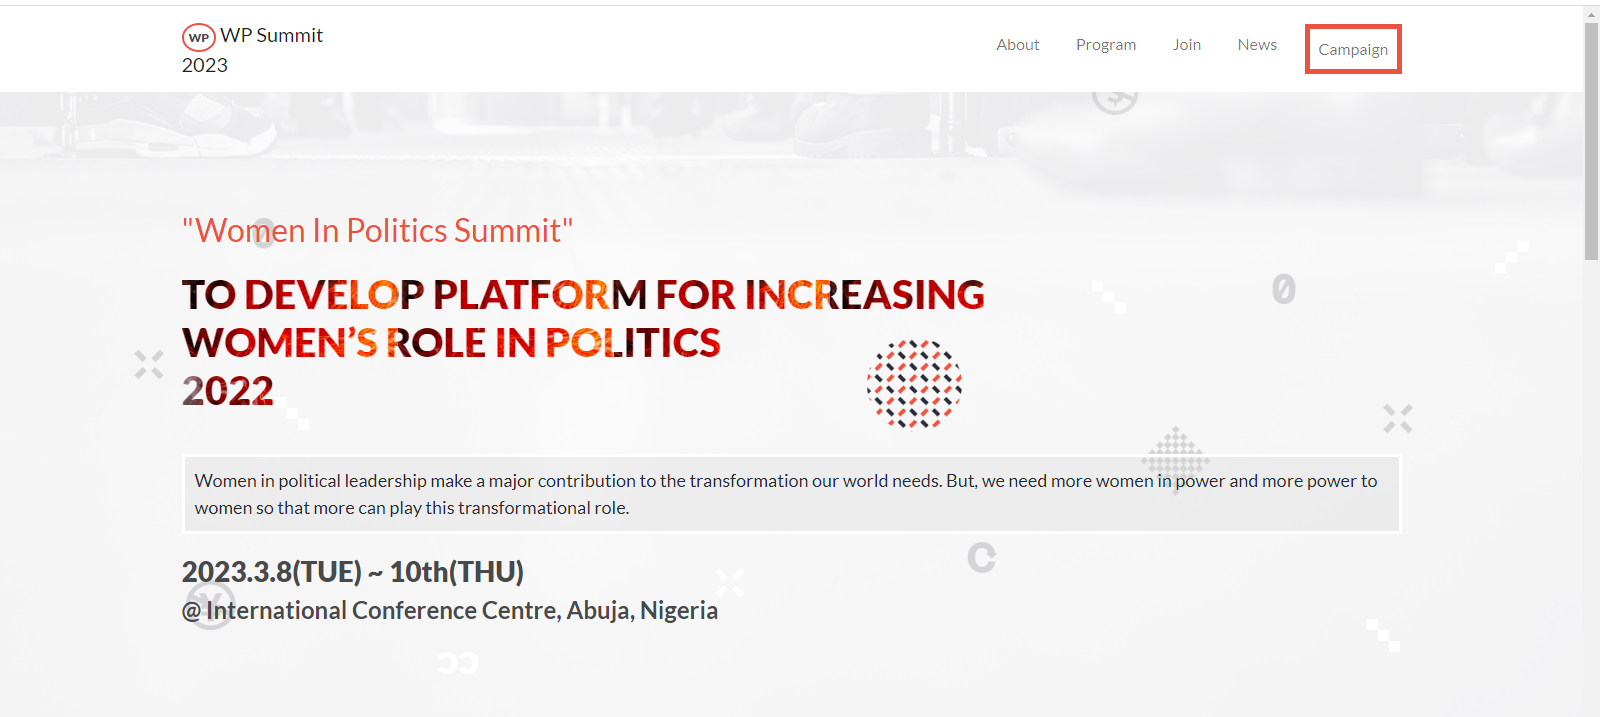 WP WP Summit
2023
About Program Join News Campaign
"Women In Politics Summit"
TO DEVELOP PLATFORM FOR INCREASING
WOMEN’S ROLE IN POLITICS
2022
Women in political leadership make a major contribution to the transformation our world needs. But, we need more women in power and more power to
women so that more can play this transformational role.
2023.3.8(TUE) ~ 10th(THU)
@ International Conference Centre, Abuja, Nigeria